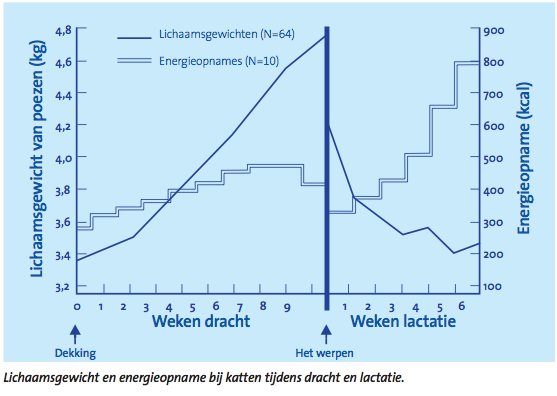 Lichaamsgewicht van poezen (kg)
4,8
4,6
4,4
4,2
4,0
3,8
3,6
3,4
3,2
Lichaamsgewichten (N=64)
Energieopnames (N=10)
900
800
700
600
500
400
300
200
100
Energieopname (kcal)
0 1 2 3 4 5 6 7 8 9
1 2 3 4 5 6
Weken dracht
Weken lactatie
Dekking
Het werpen
Lichaamsgewicht en energieopname bij katten tijdens dracht en lactatie.